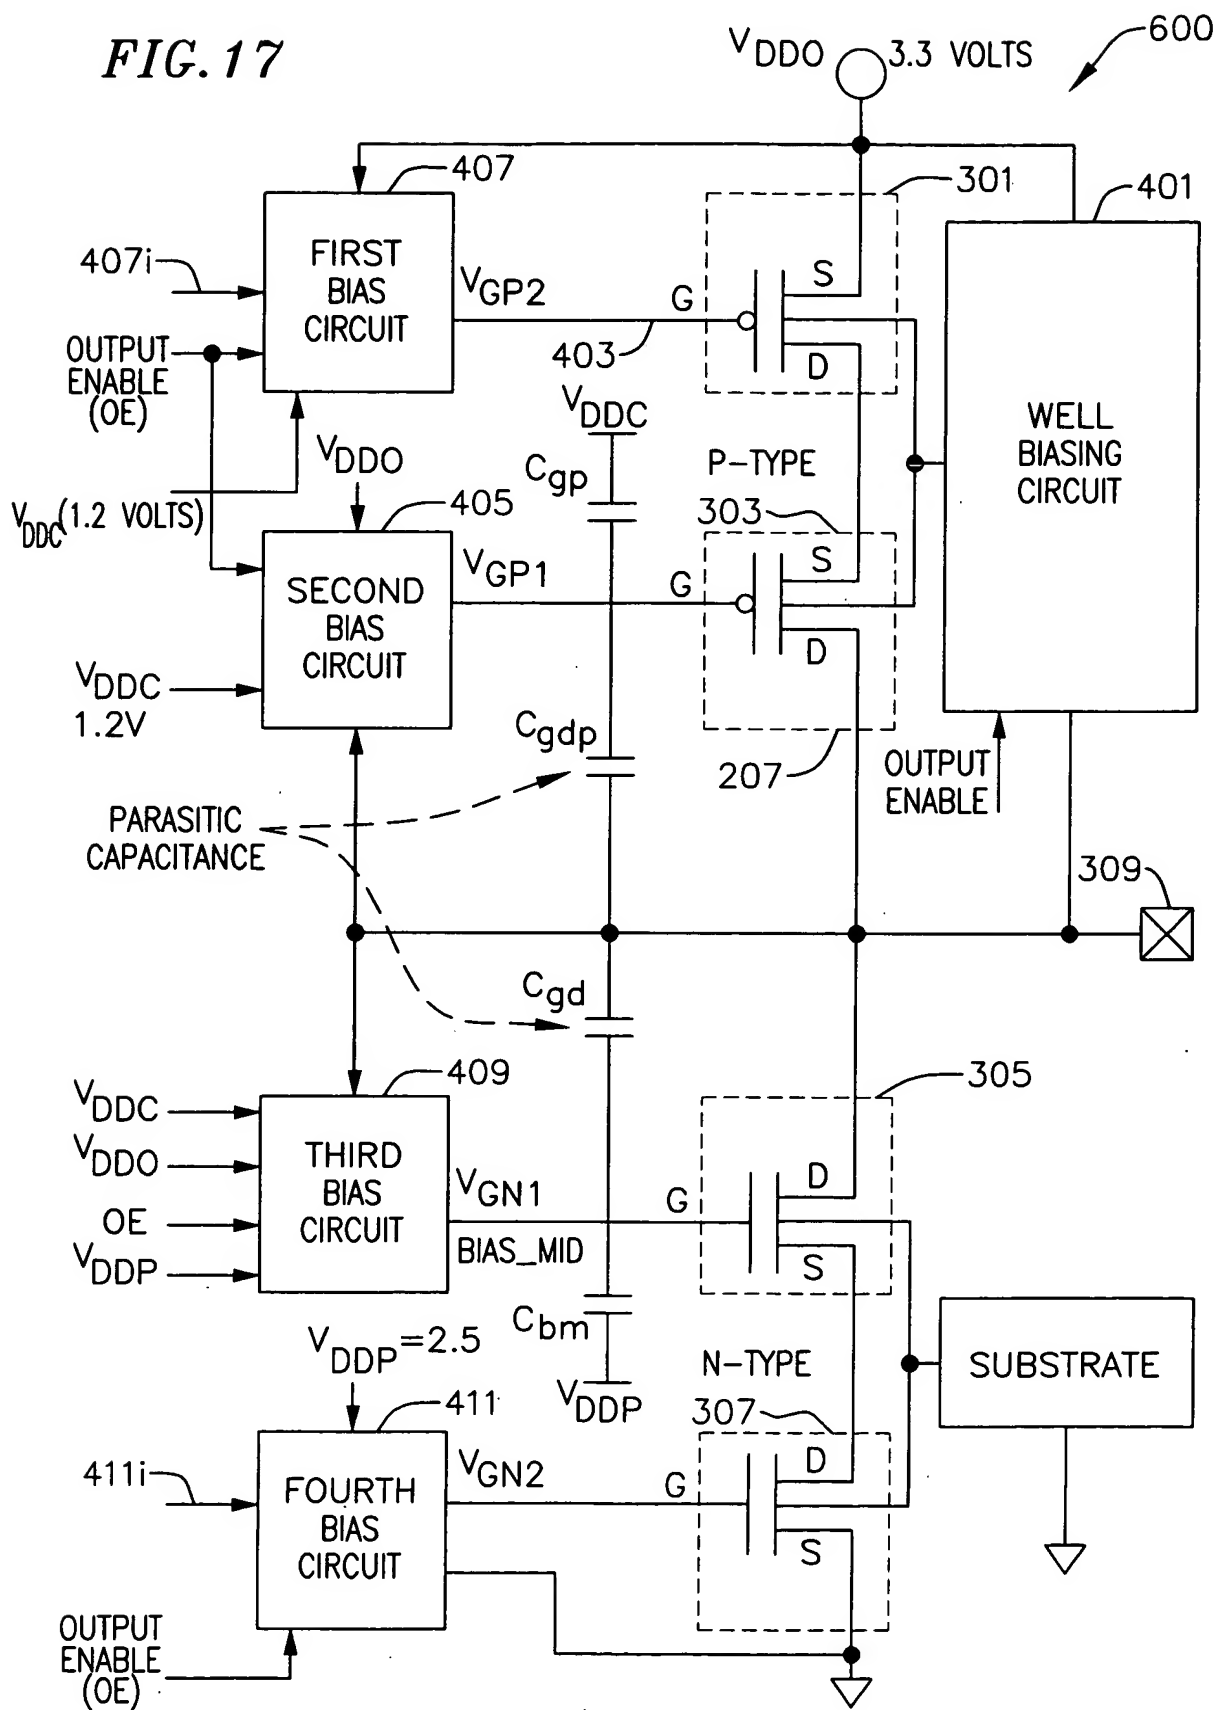 FIG. 17
VDDO 3.3 VOLTS
600
407
301
401
FIRST
BIAS
CIRCUIT
407i
VGP2
G
S
D
403
OUTPUT
ENABLE
(OE)
VDDC
WELL
BIASING
CIRCUIT
VDDO
Cgp
P-TYPE
VDDC (1.2 VOLTS)
405
303
SECOND
BIAS
CIRCUIT
VGP1
G
S
D
VDDC
1.2V
Cgdp
207
OUTPUT
ENABLE
PARASITIC
CAPACITANCE
309
Cgd
409
305
VDDC
VDDO
OE
VDDP
THIRD
BIAS
CIRCUIT
VGN1
BIAS_MID
G
D
S
Cbm
VDDP=2.5
N-TYPE
SUBSTRATE
VDDP
411
307
411i
FOURTH
BIAS
CIRCUIT
VGN2
G
D
S
OUTPUT
ENABLE
(OE)